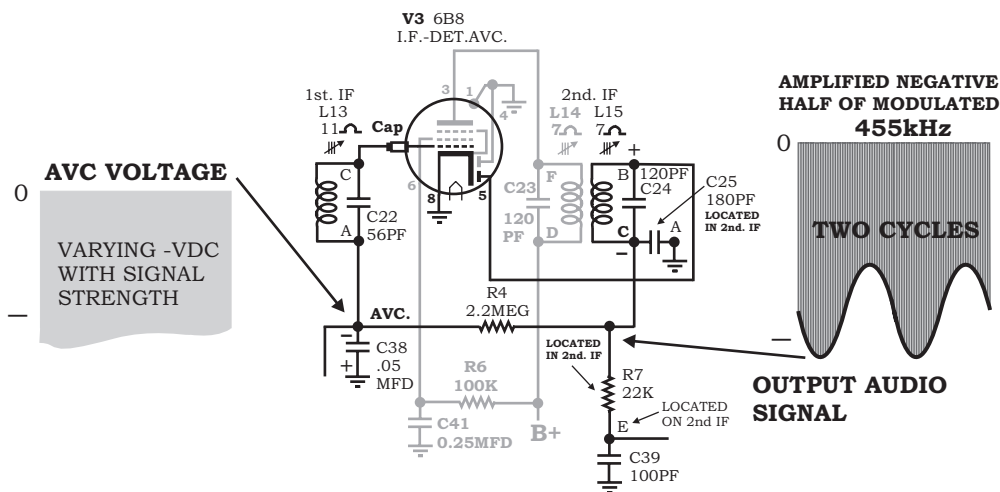 V3 6B8
I.F.-DET.AVC.
3
1
4
6
8
5
1st. IF
L13
11
Cap
C
C22
56PF
A
2nd. IF
L14
7
L15
7
F
C23
120
PF
D
+
B
120PF
C24
C
–
C25
180PF
LOCATED
IN 2nd. IF
A
AVC VOLTAGE
0
VARYING -VDC
WITH SIGNAL
STRENGTH
–
AVC.
R4
2.2MEG
–
+
C38
.05
MFD
R6
100K
C41
0.25MFD
B+
LOCATED
IN 2nd. IF
R7
22K
LOCATED
ON 2nd IF
E
C39
100PF
AMPLIFIED NEGATIVE
HALF OF MODULATED
455kHz
0
TWO CYCLES
–
OUTPUT AUDIO
SIGNAL